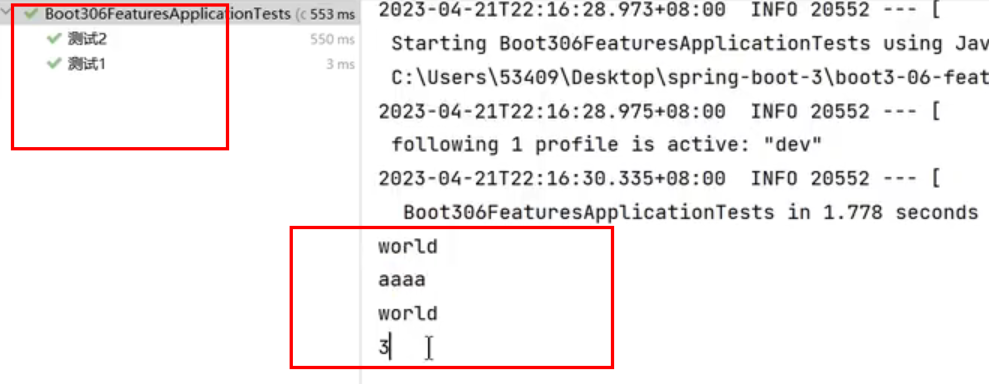 Boot306FeaturesApplicationTests (c 553 ms
测试2 550 ms
测试1 3 ms
2023-04-21T22:16:28.973+08:00 INFO 20552 --- [
Starting Boot306FeaturesApplicationTests using Jav
C:\Users\53409\Desktop\spring-boot-3\boot3-06-feat
2023-04-21T22:16:28.975+08:00 INFO 20552 --- [
following 1 profile is active: "dev"
2023-04-21T22:16:30.335+08:00 INFO 20552 --- [
Boot306FeaturesApplicationTests in 1.778 seconds
world
aaaa
world
3